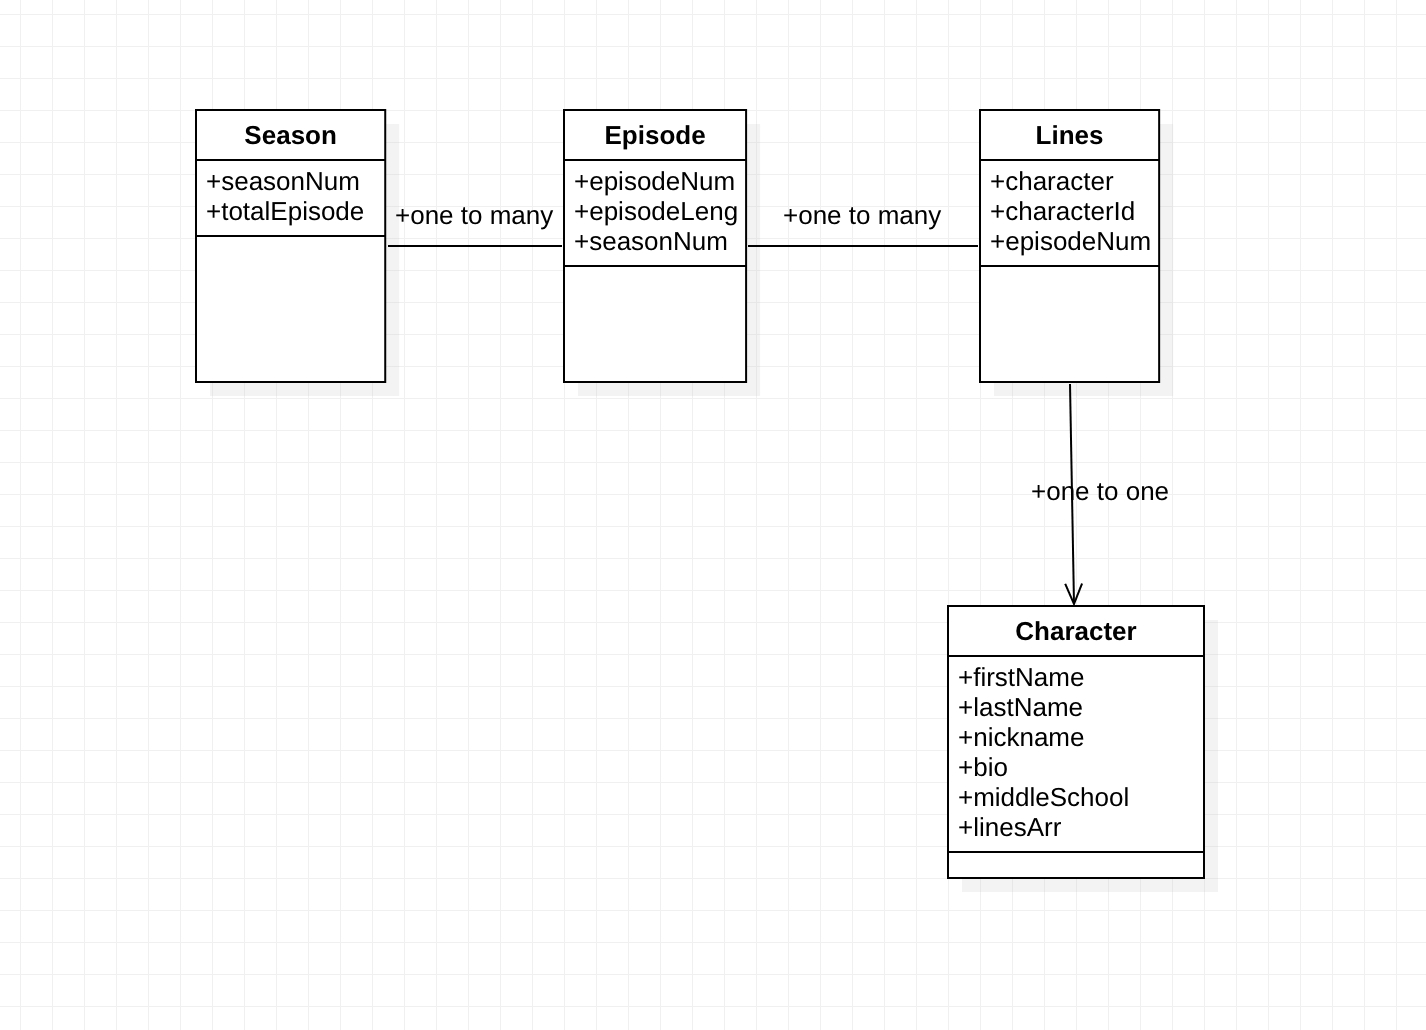 Season
+seasonNum
+totalEpisode
+one to many
Episode
+episodeNum
+episodeLeng
+seasonNum
+one to many
Lines
+character
+characterId
+episodeNum
+one to one
Character
+firstName
+lastName
+nickname
+bio
+middleSchool
+linesArr